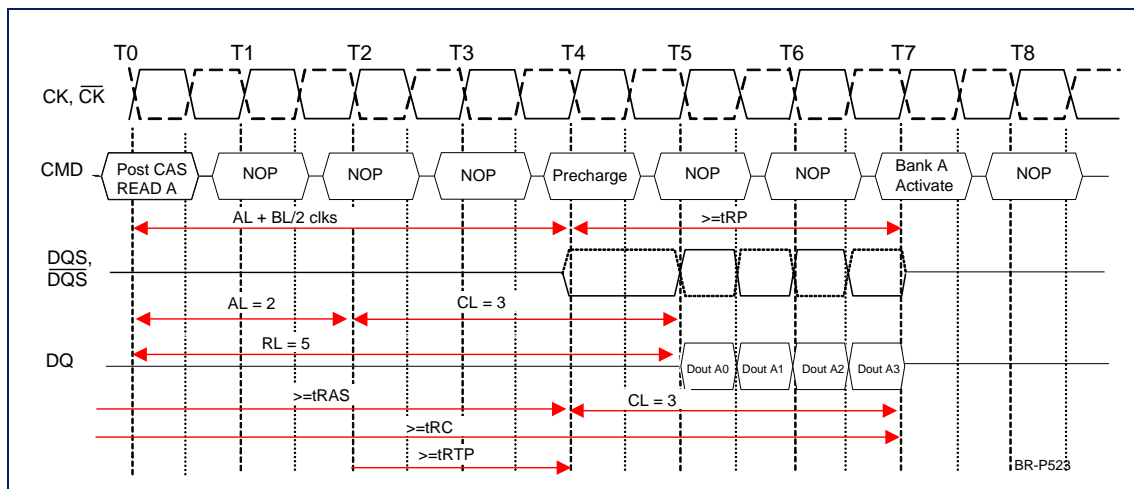 T0 T1 T2 T3 T4 T5 T6 T7 T8
CK, CK
CMD
Post CAS
READ A
NOP NOP NOP Precharge NOP NOP
Bank A
Activate
NOP
AL + BL/2 clks >=tRP
DQS,
DQS
AL = 2 CL = 3
RL = 5
DQ
Dout A0 Dout A1 Dout A2 Dout A3
>=tRAS CL = 3
>=tRC
>=tRTP
BR-P523